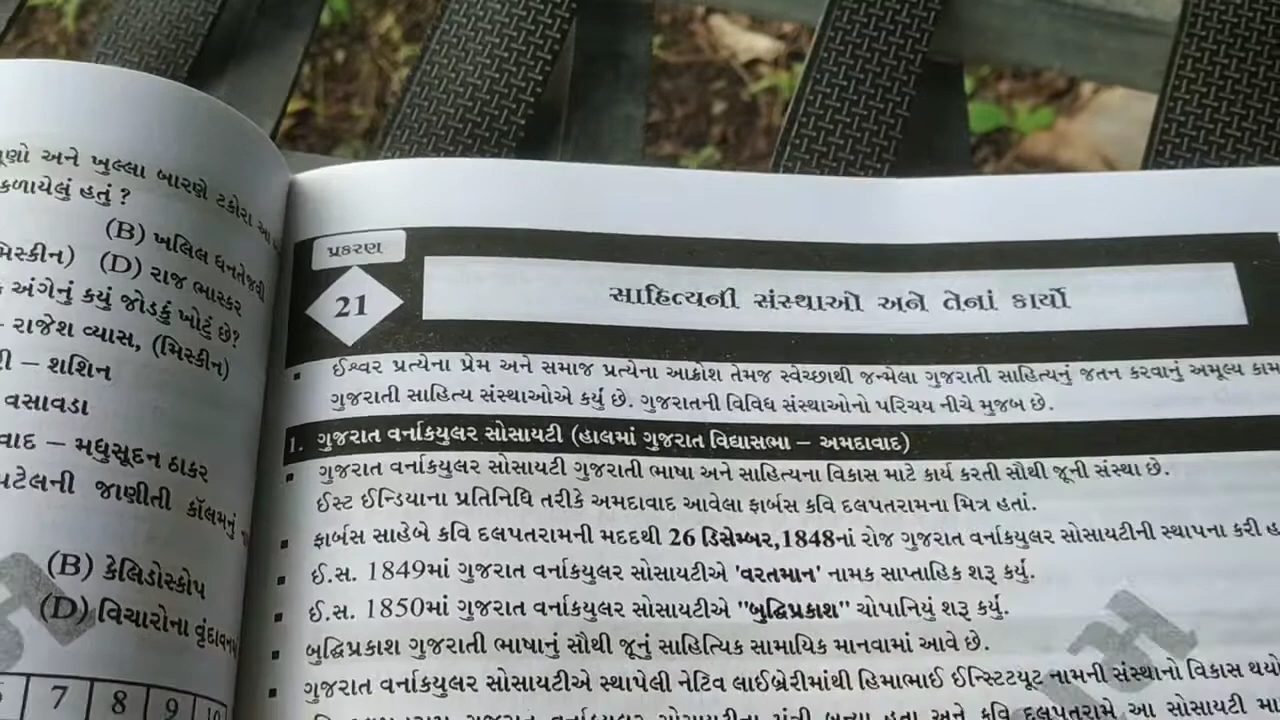 અને ખુલ્લા બારણે ટકોરા
હતું ?
(B) ખલિલ ધનતેજવી
(D) રાજ ભાસ્કર
અંગેનું કયું જોડકું ખોટું છે?
– રાજેશ વ્યાસ, (મિસ્કીન)
– શશિન
વસાવડા
– મધુસૂદન ઠાકર
જાણીતી કૉલમનું
(B) કેલિડોસ્કોપ
(D) વિચારોના
7 8 9 10
પ્રકરણ
21
સાહિત્યની સંસ્થાઓ અને તેનાં કાર્યો
▪ ઈશ્વર પ્રત્યેના પ્રેમ અને સમાજ પ્રત્યેના આક્રોશ તેમજ સ્વેચ્છાથી જન્મેલા ગુજરાતી સાહિત્યનું જતન કરવાનું અમૂલ્ય કામ
ગુજરાતી સાહિત્ય સંસ્થાઓએ કર્યું છે. ગુજરાતની વિવિધ સંસ્થાઓનો પરિચય નીચે મુજબ છે.
1. ગુજરાત વર્નાક્યુલર સોસાયટી (હાલમાં ગુજરાત વિદ્યાસભા – અમદાવાદ)
▪ ગુજરાત વર્નાક્યુલર સોસાયટી ગુજરાતી ભાષા અને સાહિત્યના વિકાસ માટે કાર્ય કરતી સૌથી જૂની સંસ્થા છે.
ઈસ્ટ ઈન્ડિયાના પ્રતિનિધિ તરીકે અમદાવાદ આવેલા ફાર્બસ કવિ દલપતરામના મિત્ર હતાં.
▪ ફાર્બસ સાહેબે કવિ દલપતરામની મદદથી 26 ડિસેમ્બર,1848નાં રોજ ગુજરાત વર્નાક્યુલર સોસાયટીની સ્થાપના કરી
▪ ઈ.સ. 1849માં ગુજરાત વર્નાક્યુલર સોસાયટીએ 'વરતમાન' નામક સાપ્તાહિક શરૂ કર્યુ.
▪ ઈ.સ. 1850માં ગુજરાત વર્નાક્યુલર સોસાયટીએ "બુદ્ધિપ્રકાશ" ચોપાનિયું શરૂ કર્યુ.
▪ બુદ્ધિપ્રકાશ ગુજરાતી ભાષાનું સૌથી જૂનું સાહિત્યિક સામાયિક માનવામાં આવે છે.
▪ ગુજરાત વર્નાક્યુલર સોસાયટીએ સ્થાપેલી નેટિવ લાઈબ્રેરીમાંથી હિમાભાઈ ઈન્સ્ટિટયૂટ નામની સંસ્થાનો વિકાસ થયો
અને કવિ દલપતરામે આ સોસાયટી